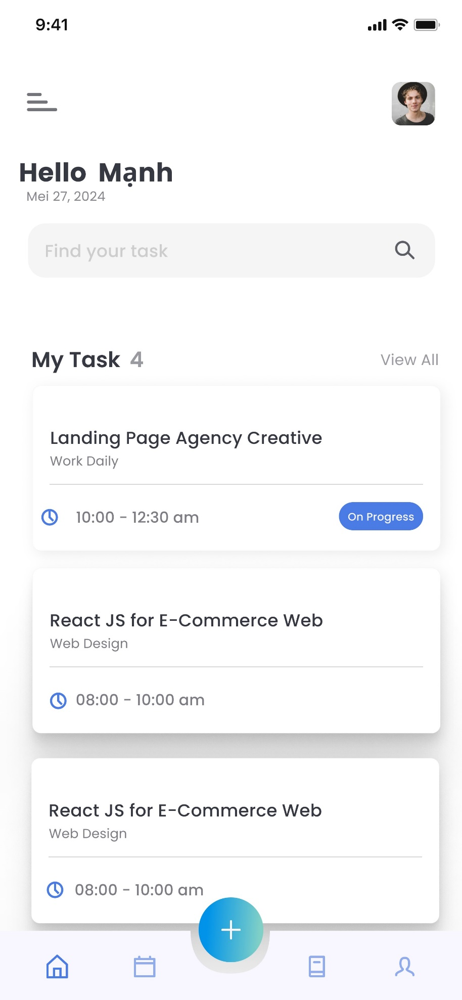 9:41
Hello Mạnh
Mei 27, 2024
Find your task
My Task 4
View All
Landing Page Agency Creative
Work Daily
10:00 - 12:30 am
On Progress
React JS for E-Commerce Web
Web Design
08:00 - 10:00 am
React JS for E-Commerce Web
Web Design
08:00 - 10:00 am